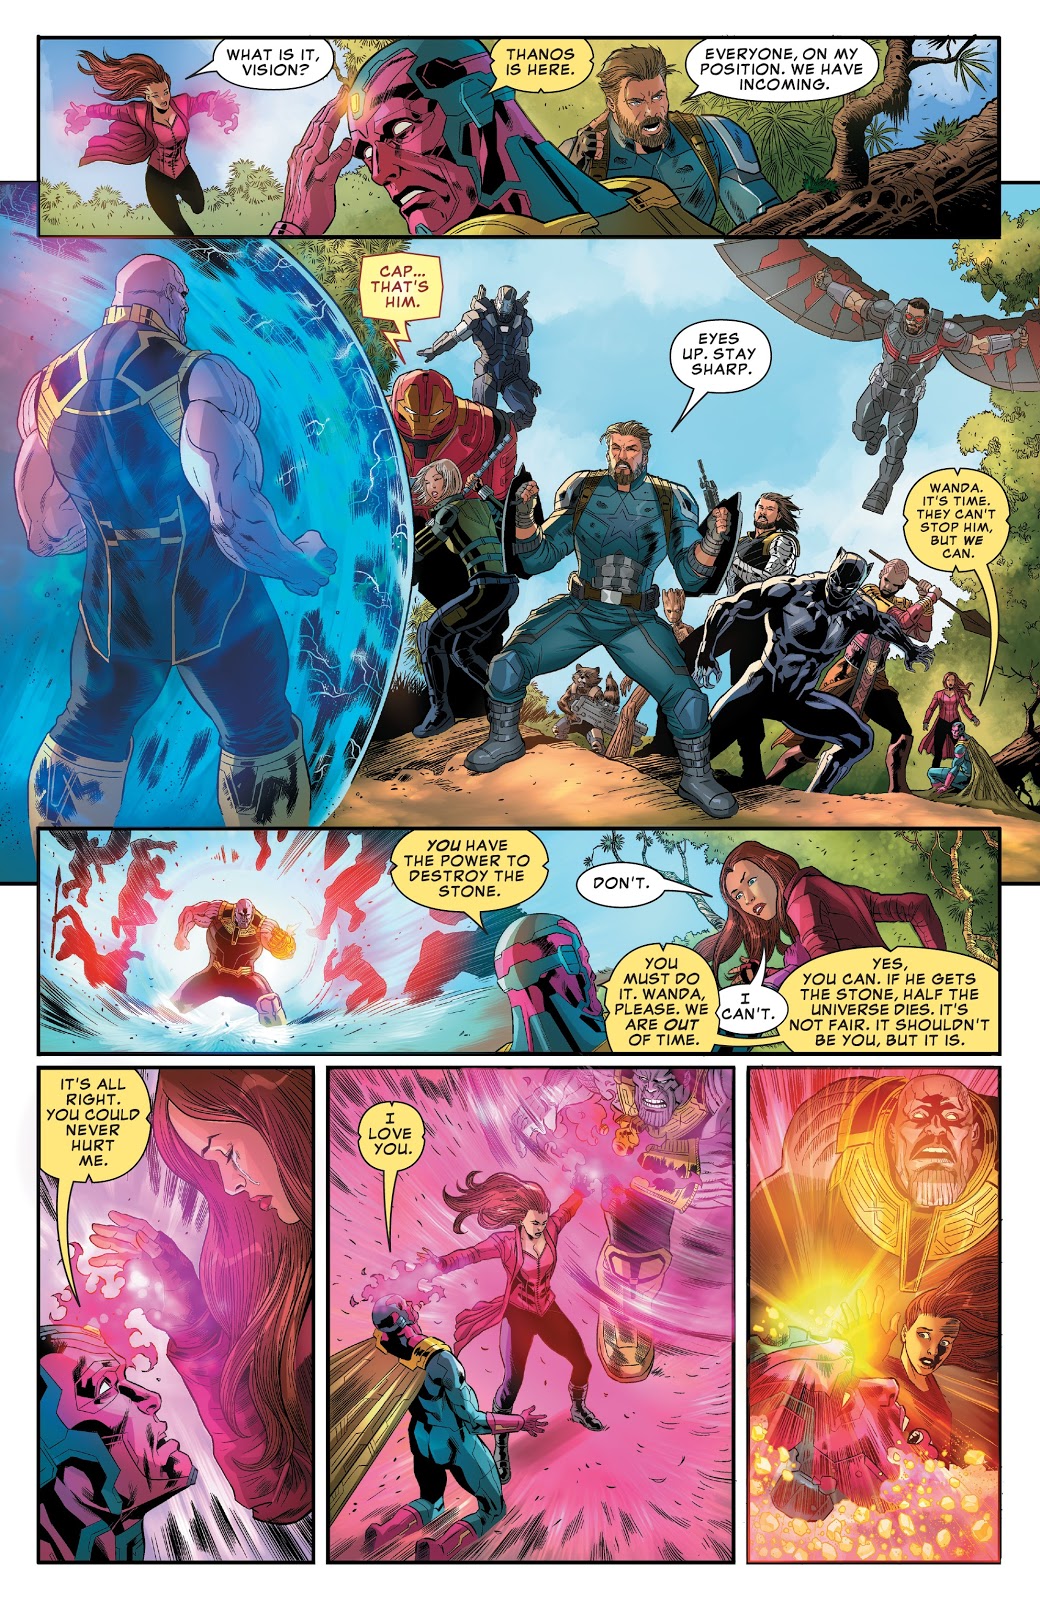 WHAT IS IT,
VISION?
THANOS
IS HERE.
EVERYONE, ON MY
POSITION. WE HAVE
INCOMING.
CAP...
THAT'S
HIM.
EYES
UP. STAY
SHARP.
WANDA.
IT'S TIME.
THEY CAN'T
STOP HIM,
BUT WE
CAN.
YOU HAVE
THE POWER TO
DESTROY THE
STONE.
DON'T.
YOU
MUST DO
IT. WANDA,
PLEASE. WE
ARE OUT
OF TIME.
I
CAN'T.
YES,
YOU CAN. IF HE GETS
THE STONE, HALF THE
UNIVERSE DIES. IT'S
NOT FAIR. IT SHOULDN'T
BE YOU, BUT IT IS.
IT'S ALL
RIGHT.
YOU COULD
NEVER
HURT
ME.
I
LOVE
YOU.